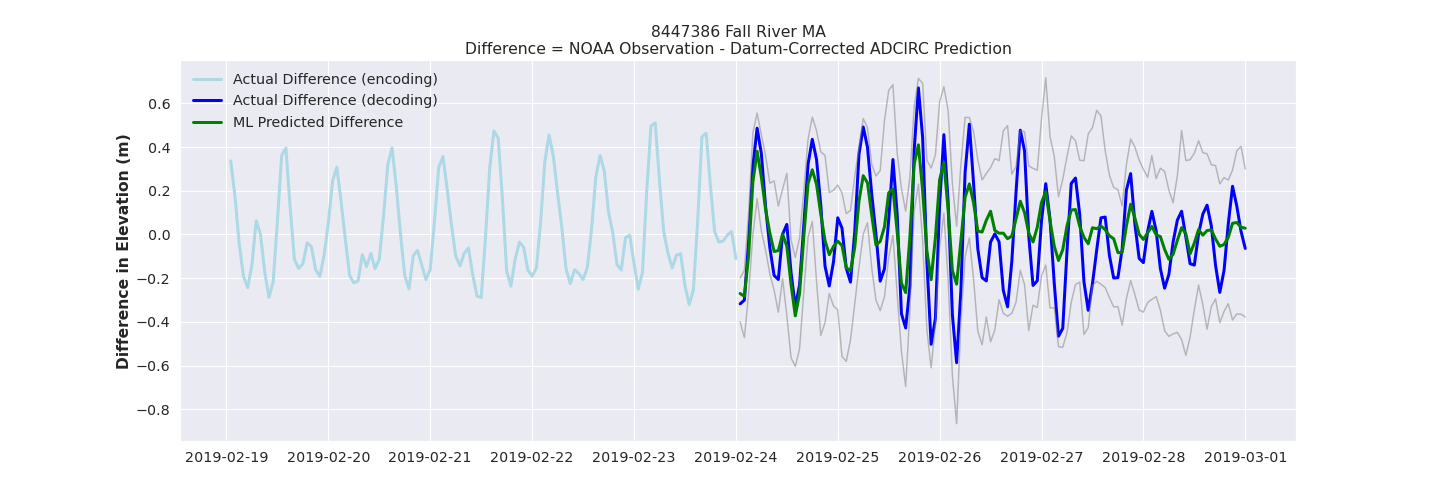 8447386 Fall River MA
Difference = NOAA Observation - Datum-Corrected ADCIRC Prediction
Actual Difference (encoding)
Actual Difference (decoding)
ML Predicted Difference
Difference in Elevation (m)
0.6
0.4
0.2
0.0
−0.2
−0.4
−0.6
−0.8
2019-02-19 2019-02-20 2019-02-21 2019-02-22 2019-02-23 2019-02-24 2019-02-25 2019-02-26 2019-02-27 2019-02-28 2019-03-01